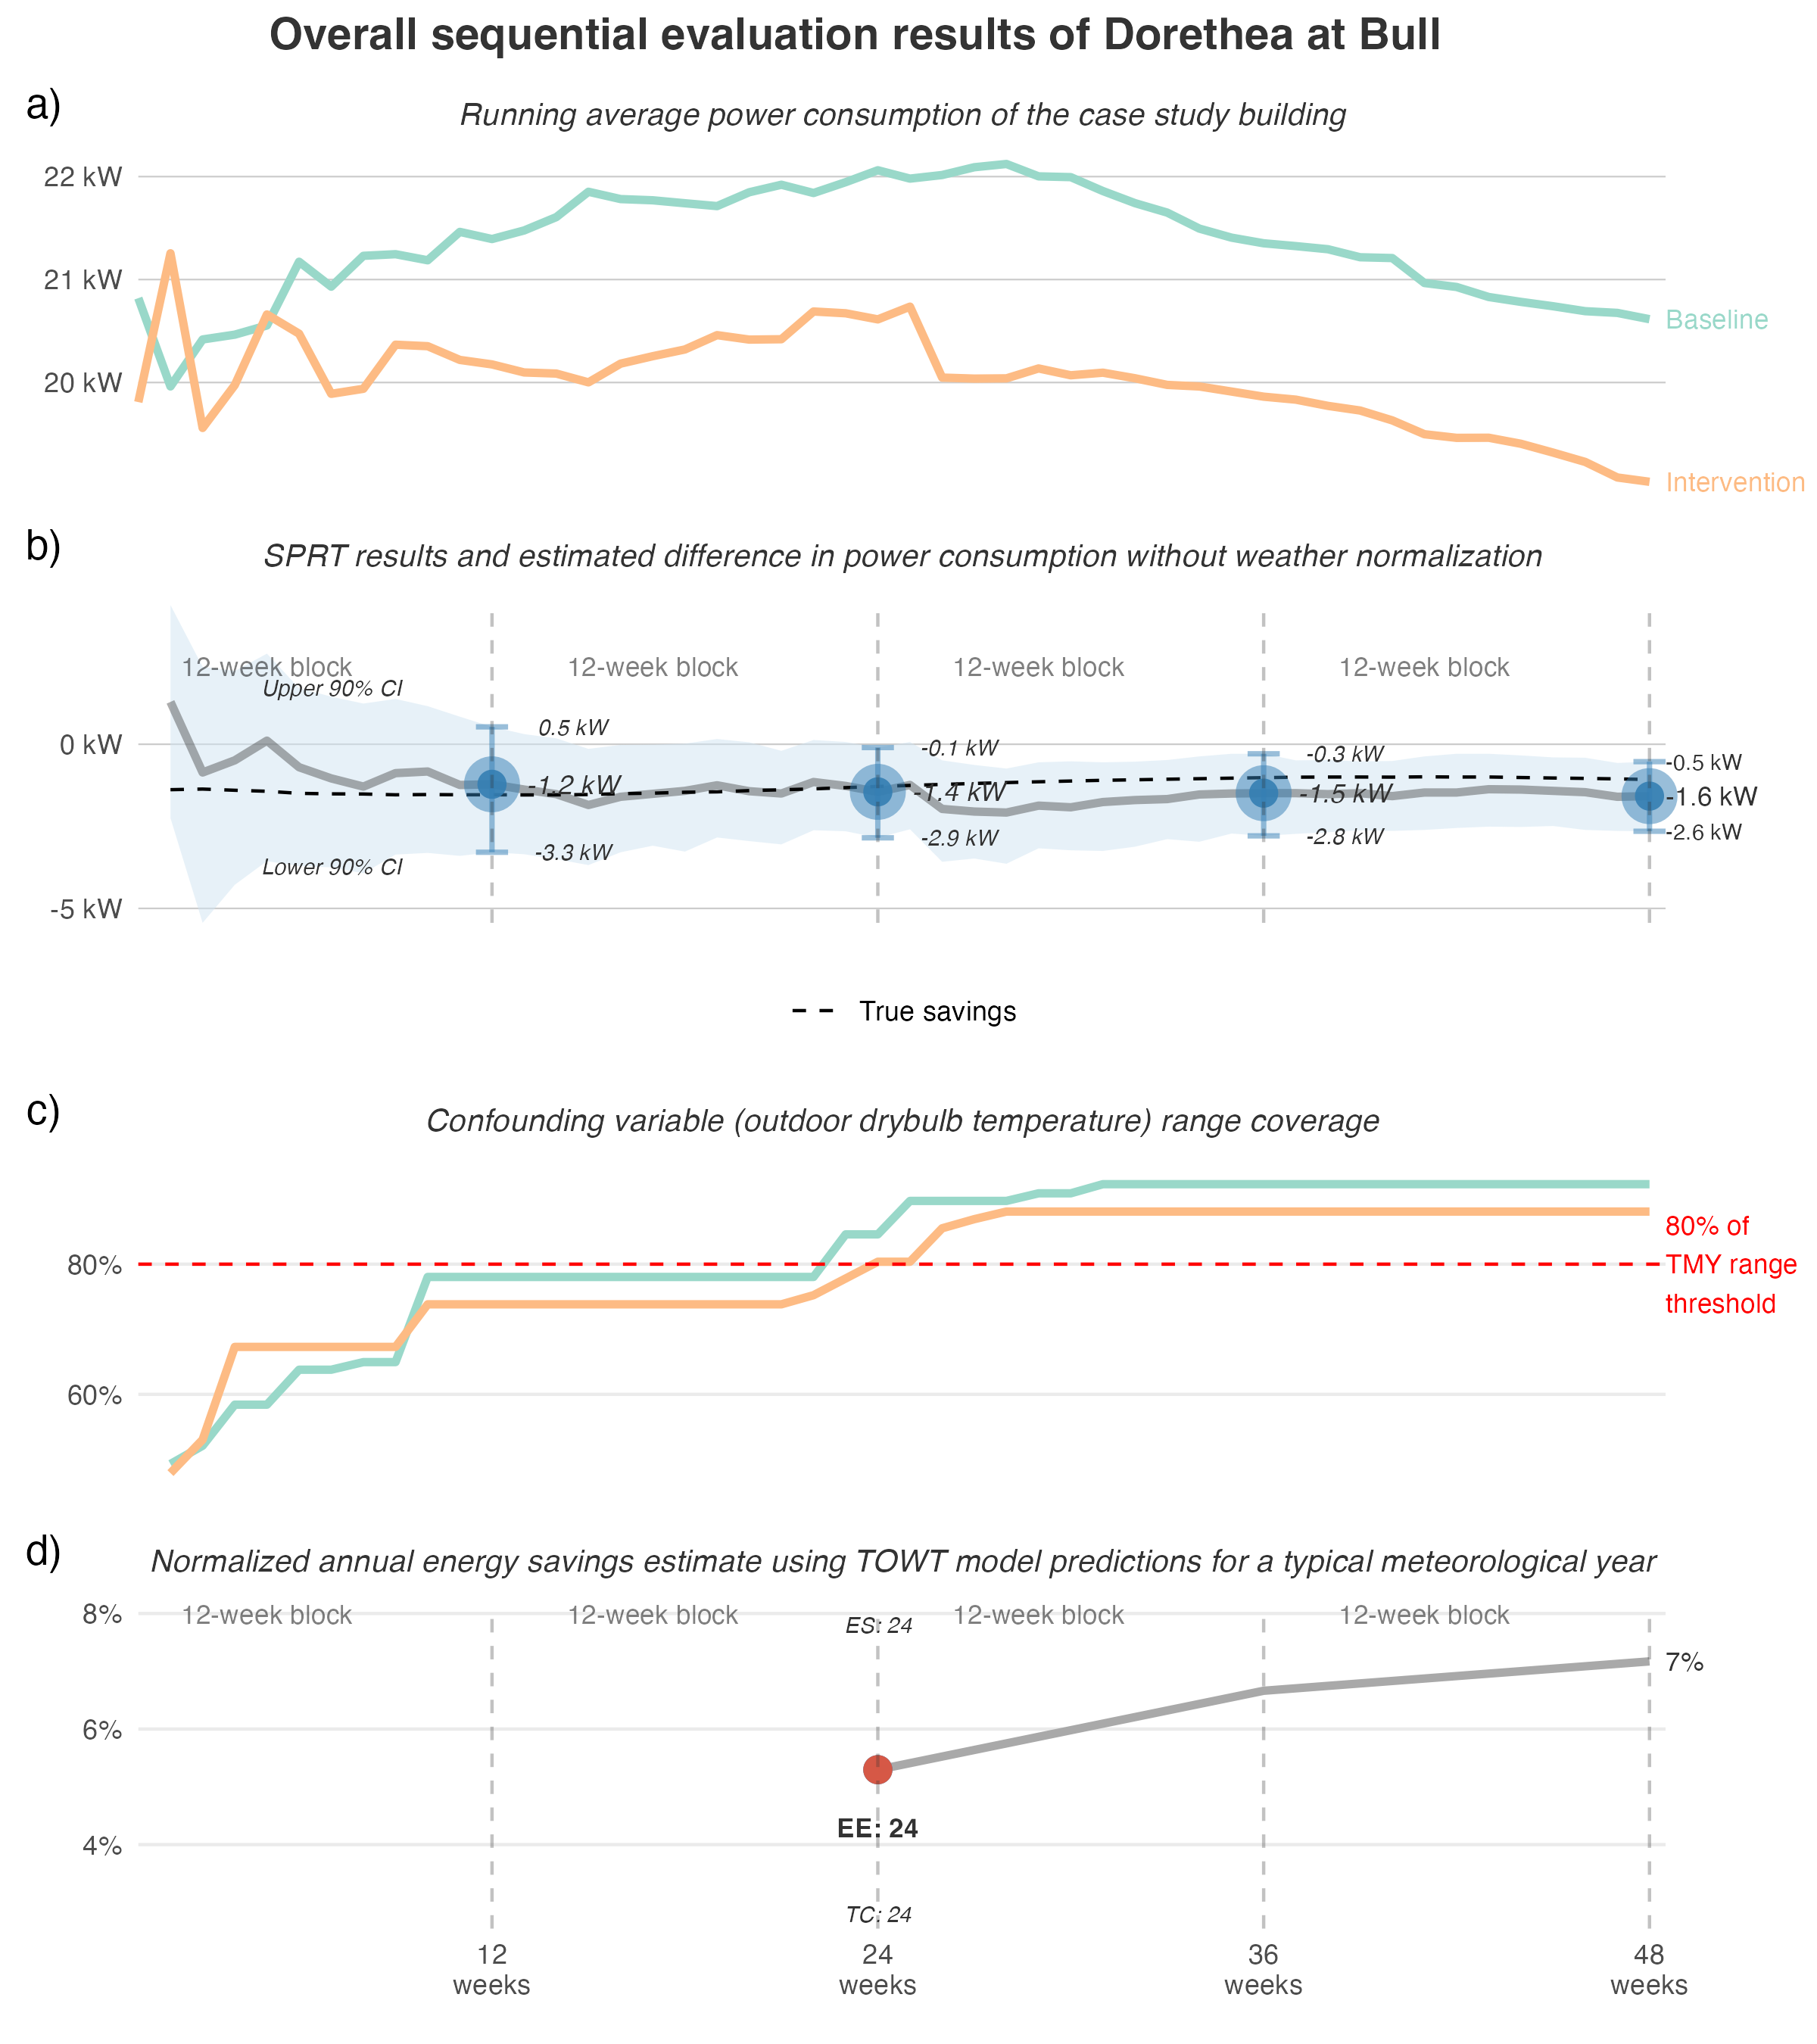 Overall sequential evaluation results of Dorethea at Bull
a)
Running average power consumption of the case study building
22 kW
21 kW
20 kW
Baseline
Intervention
b)
SPRT results and estimated difference in power consumption without weather normalization
12-week block
12-week block
12-week block
12-week block
Upper 90% CI
0.5 kW
-0.1 kW
-0.3 kW
-0.5 kW
0 kW
-1.2 kW
-1.4 kW
-1.5 kW
-1.6 kW
-3.3 kW
-2.9 kW
-2.8 kW
-2.6 kW
Lower 90% CI
-5 kW
True savings
c)
Confounding variable (outdoor drybulb temperature) range coverage
80%
60%
80% of
TMY range
threshold
d)
Normalized annual energy savings estimate using TOWT model predictions for a typical meteorological year
8%
6%
4%
12-week block
12-week block
12-week block
12-week block
ES: 24
7%
EE: 24
TC: 24
12
weeks
24
weeks
36
weeks
48
weeks